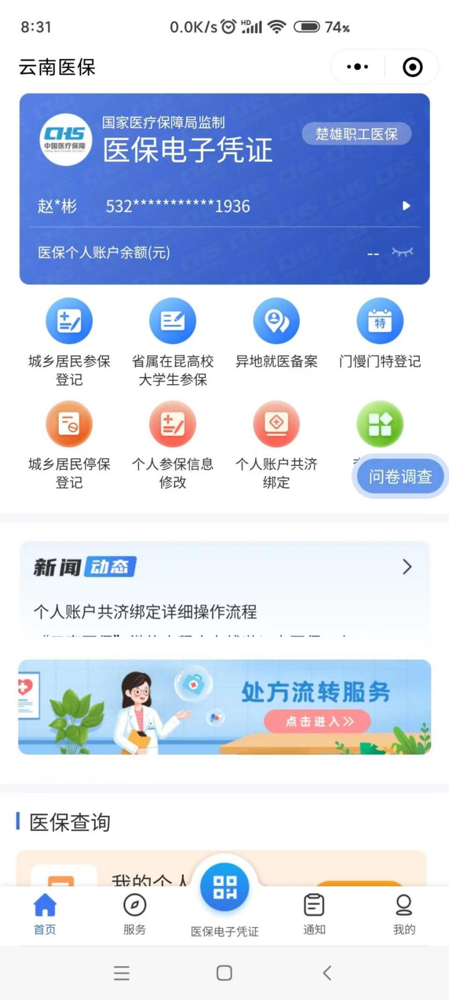 8:31
0.0K/s HD 74%
云南医保
CHS
中国医疗保障
CHINA HEALTHCARE SECURITY
国家医疗保障局监制
医保电子凭证
楚雄职工医保
赵*彬 532***********1936
医保个人账户余额(元) --
城乡居民参保
登记
省属在昆高校
大学生参保
异地就医备案
特
门慢门特登记
城乡居民停保
登记
个人参保信息
修改
个人账户共济
绑定
问卷调查
新闻 动态
个人账户共济绑定详细操作流程
处方流转服务
点击进入
医保查询
我的个人
首页
服务
医保电子凭证
通知
我的